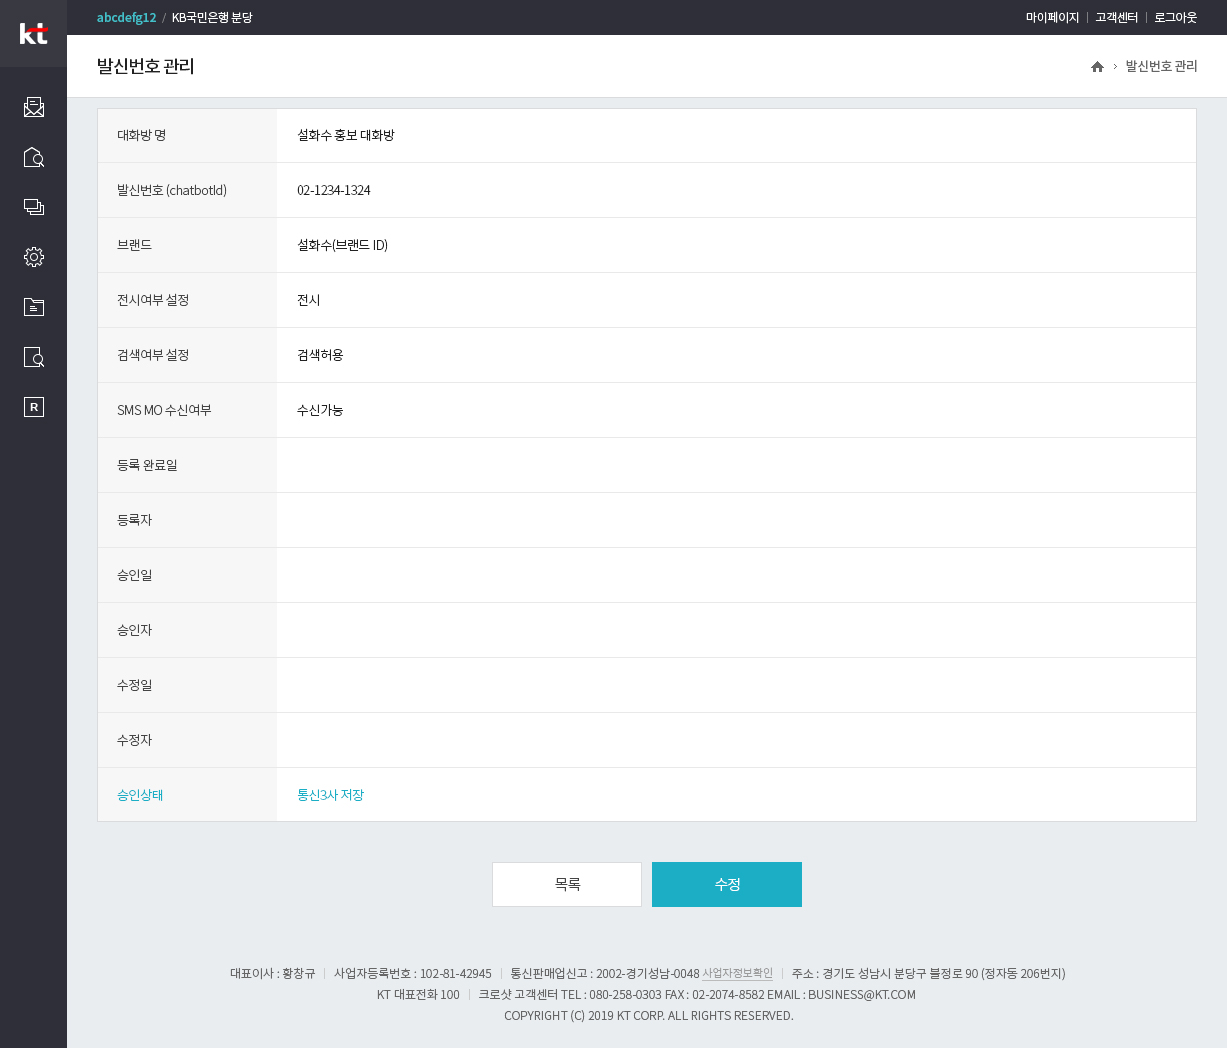 kt
abcdefg12 / KB국민은행 분당
마이페이지 | 고객센터 | 로그아웃
발신번호 관리
발신번호 관리
대화방 명 설화수 홍보 대화방
발신번호 (chatbotId) 02-1234-1324
브랜드 설화수(브랜드 ID)
전시여부 설정 전시
검색여부 설정 검색허용
SMS MO 수신여부 수신가능
등록 완료일
등록자
승인일
승인자
수정일
수정자
승인상태 통신3사 저장
R
목록 수정
대표이사 : 황창규 | 사업자등록번호 : 102-81-42945 | 통신판매업신고 : 2002-경기성남-0048 사업자정보확인 | 주소 : 경기도 성남시 분당구 불정로 90 (정자동 206번지)
KT 대표전화 100 | 크로샷 고객센터 TEL : 080-258-0303 FAX : 02-2074-8582 EMAIL : BUSINESS@KT.COM
COPYRIGHT (C) 2019 KT CORP. ALL RIGHTS RESERVED.